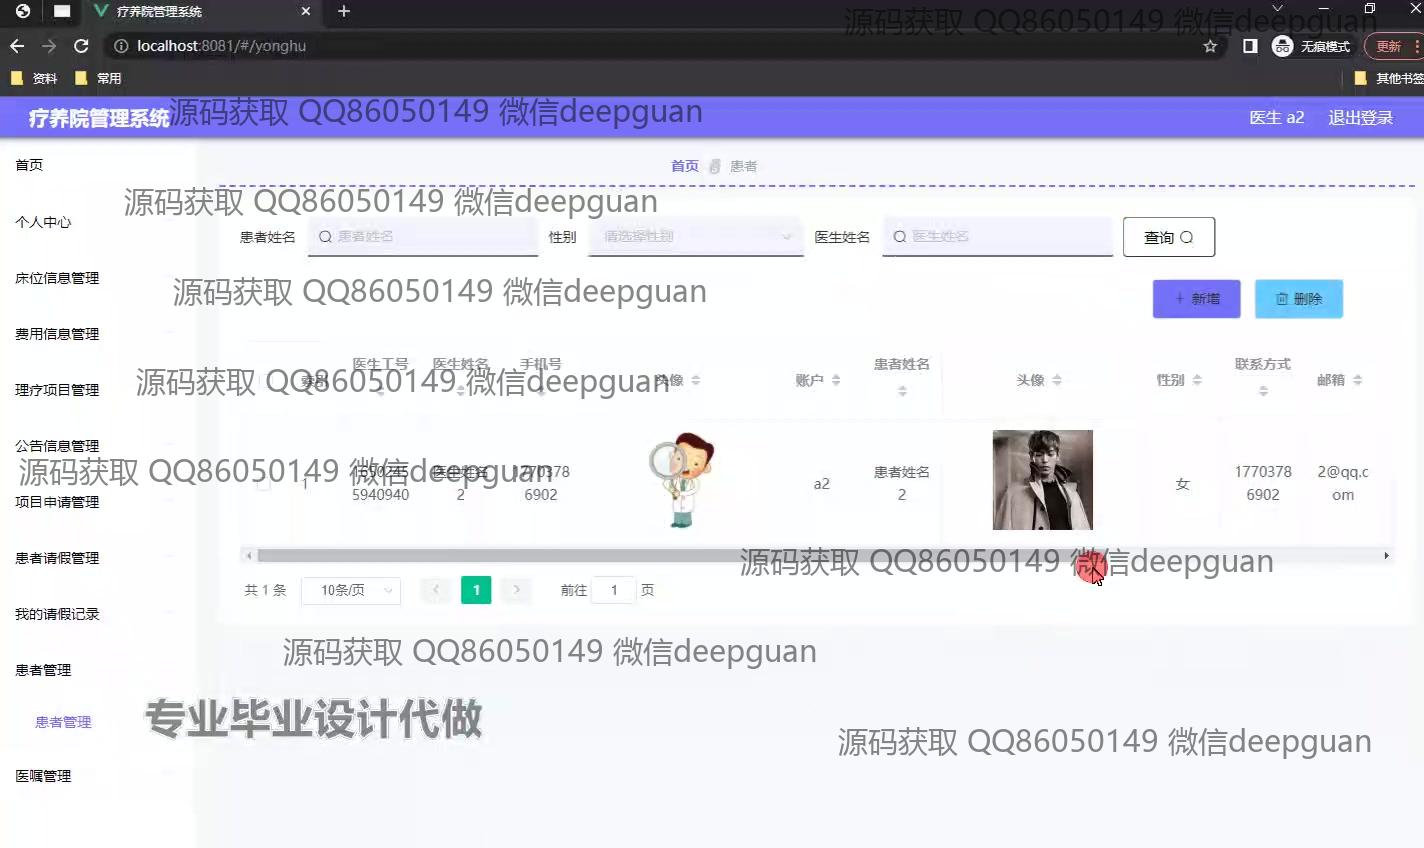 疗养院管理系统
源码获取 QQ86050149 微信deepguan
localhost:8081/#/yonghu
无痕模式
更新
资料
常用
其他书签
疗养院管理系统
源码获取 QQ86050149 微信deepguan
医生 a2
退出登录
首页
首页
患者
源码获取 QQ86050149 微信deepguan
个人中心
患者姓名
患者姓名
性别
请选择性别
医生姓名
医生姓名
查询
床位信息管理
源码获取 QQ86050149 微信deepguan
+ 新增
删除
费用信息管理
医生工号
医生姓名
手机号
患者姓名
联系方式
理疗项目管理
源码获取 QQ86050149 微信deepguan
索引
头像
账户
头像
性别
邮箱
公告信息管理
源码获取 QQ86050149 微信deepguan
1
5940940
医生姓名
2
1770378
6902
a2
患者姓名
2
女
1770378
6902
2@qq.c
om
项目申请管理
患者请假管理
源码获取 QQ86050149 微信deepguan
共 1 条
10条/页
1
前往
1
页
我的请假记录
源码获取 QQ86050149 微信deepguan
患者管理
患者管理
专业毕业设计代做
源码获取 QQ86050149 微信deepguan
医嘱管理